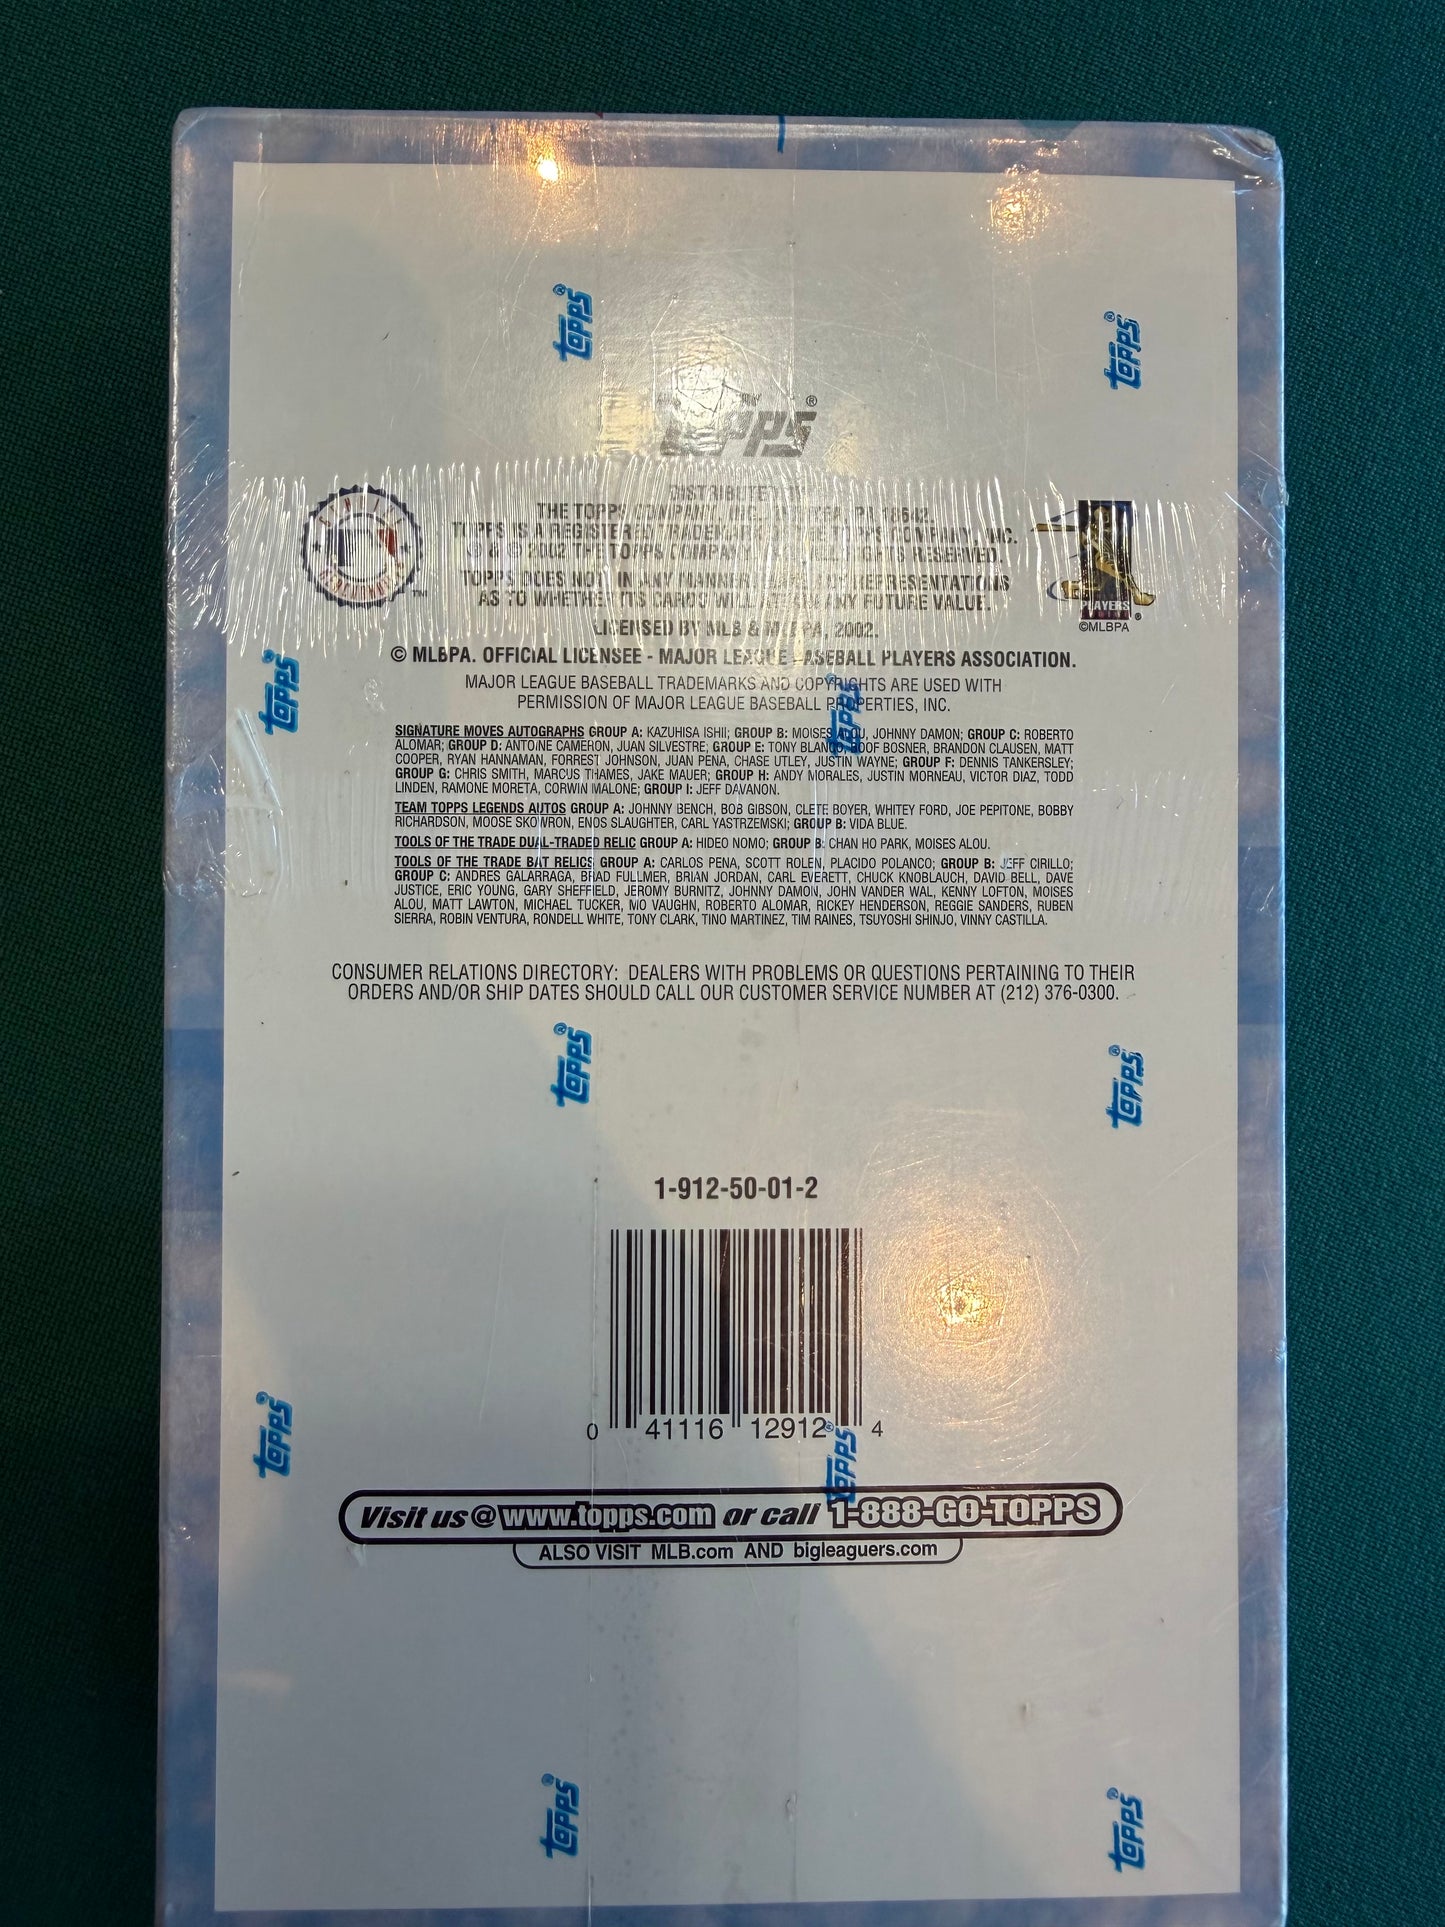 topps®
topps®
topps®
DISTRIBUTED BY
THE TOPPS COMPANY, INC., DURYEA, PA 18642.
TOPPS IS A REGISTERED TRADEMARK OF THE TOPPS COMPANY, INC.
® & © 2002 THE TOPPS COMPANY, INC. ALL RIGHTS RESERVED.
TOPPS DOES NOT, IN ANY MANNER, MAKE ANY REPRESENTATIONS
AS TO WHETHER ITS CARDS WILL ATTAIN ANY FUTURE VALUE.
LICENSED BY MLB & MLBPA, 2002.
TM
PLAYERS
®
©MLBPA
© MLBPA. OFFICIAL LICENSEE - MAJOR LEAGUE BASEBALL PLAYERS ASSOCIATION.
MAJOR LEAGUE BASEBALL TRADEMARKS AND COPYRIGHTS ARE USED WITH
PERMISSION OF MAJOR LEAGUE BASEBALL PROPERTIES, INC.
topps
topps
SIGNATURE MOVES AUTOGRAPHS GROUP A: KAZUHISA ISHII; GROUP B: MOISES ALOU, JOHNNY DAMON; GROUP C: ROBERTO
ALOMAR; GROUP D: ANTOINE CAMERON, JUAN SILVESTRE; GROUP E: TONY BLANCO, ROOF BOSNER, BRANDON CLAUSEN, MATT
COOPER, RYAN HANNAMAN, FORREST JOHNSON, JUAN PENA, CHASE UTLEY, JUSTIN WAYNE; GROUP F: DENNIS TANKERSLEY;
GROUP G: CHRIS SMITH, MARCUS THAMES, JAKE MAUER; GROUP H: ANDY MORALES, JUSTIN MORNEAU, VICTOR DIAZ, TODD
LINDEN, RAMONE MORETA, CORWIN MALONE; GROUP I: JEFF DAVANON.
TEAM TOPPS LEGENDS AUTOS GROUP A: JOHNNY BENCH, BOB GIBSON, CLETE BOYER, WHITEY FORD, JOE PEPITONE, BOBBY
RICHARDSON, MOOSE SKOWRON, ENOS SLAUGHTER, CARL YASTRZEMSKI; GROUP B: VIDA BLUE.
TOOLS OF THE TRADE DUAL-TRADED RELIC GROUP A: HIDEO NOMO; GROUP B: CHAN HO PARK, MOISES ALOU.
TOOLS OF THE TRADE BAT RELICS GROUP A: CARLOS PENA, SCOTT ROLEN, PLACIDO POLANCO; GROUP B: JEFF CIRILLO;
GROUP C: ANDRES GALARRAGA, BRAD FULLMER, BRIAN JORDAN, CARL EVERETT, CHUCK KNOBLAUCH, DAVID BELL, DAVE
JUSTICE, ERIC YOUNG, GARY SHEFFIELD, JEROMY BURNITZ, JOHNNY DAMON, JOHN VANDER WAL, KENNY LOFTON, MOISES
ALOU, MATT LAWTON, MICHAEL TUCKER, MO VAUGHN, ROBERTO ALOMAR, RICKEY HENDERSON, REGGIE SANDERS, RUBEN
SIERRA, ROBIN VENTURA, RONDELL WHITE, TONY CLARK, TINO MARTINEZ, TIM RAINES, TSUYOSHI SHINJO, VINNY CASTILLA.
CONSUMER RELATIONS DIRECTORY: DEALERS WITH PROBLEMS OR QUESTIONS PERTAINING TO THEIR
ORDERS AND/OR SHIP DATES SHOULD CALL OUR CUSTOMER SERVICE NUMBER AT (212) 376-0300.
topps®
topps®
1-912-50-01-2
0 41116 12912 4
topps®
topps®
Visit us @ www.topps.com or call 1-888-GO-TOPPS
ALSO VISIT MLB.com AND bigleaguers.com
topps®
topps®